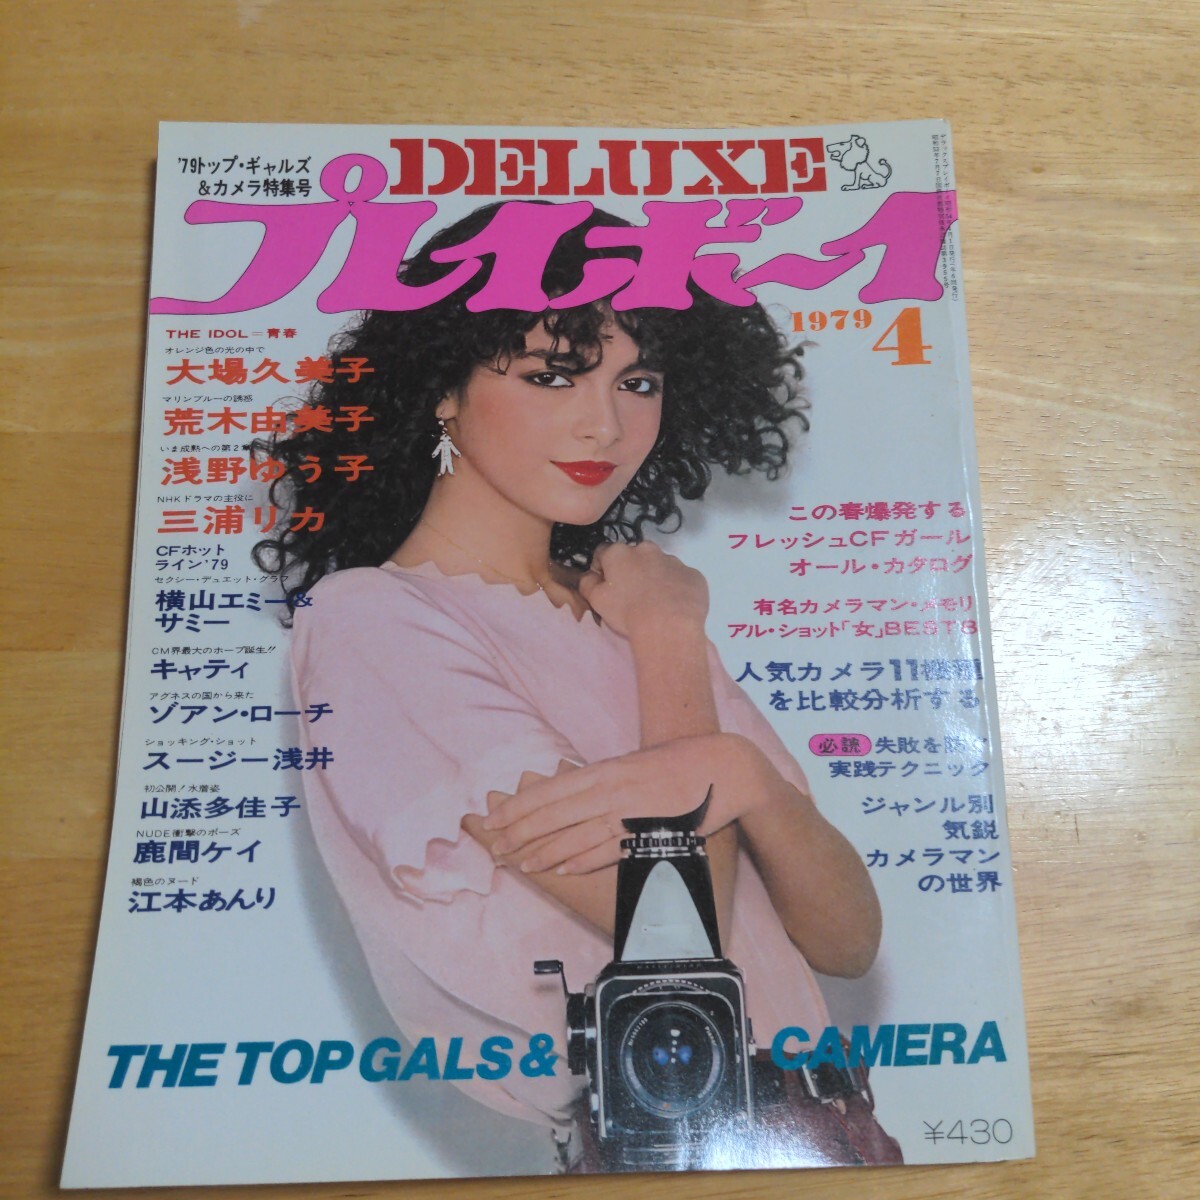 '79トップ・ギャルズ
&カメラ特集号
DELUXE
プレイボーイ
1979 4
THE IDOL=青春
オレンジ色の光の中で
大場久美子
マリンブルーの誘惑
荒木由美子
いま成熟への第2章
浅野ゆう子
NHKドラマの主役に
三浦リカ
CFホット
ライン'79
セクシー・デュエット・グラフ
横山エミー&
サミー
CM界最大のホープ誕生!!
キャティ
アグネスの国から来た
ゾアン・ローチ
ショッキング・ショット
スージー浅井
初公開!水着姿
山添多佳子
NUDE衝撃のポーズ
鹿間ケイ
褐色のヌード
江本あんり
この春爆発する
フレッシュCFガール
オール・カタログ
有名カメラマン・メモリ
アル・ショット「女」BEST8
人気カメラ11機種
を比較分析する
必読 失敗を防ぐ
実践テクニック
ジャンル別
気鋭
カメラマン
の世界
THE TOP GALS & CAMERA
¥430